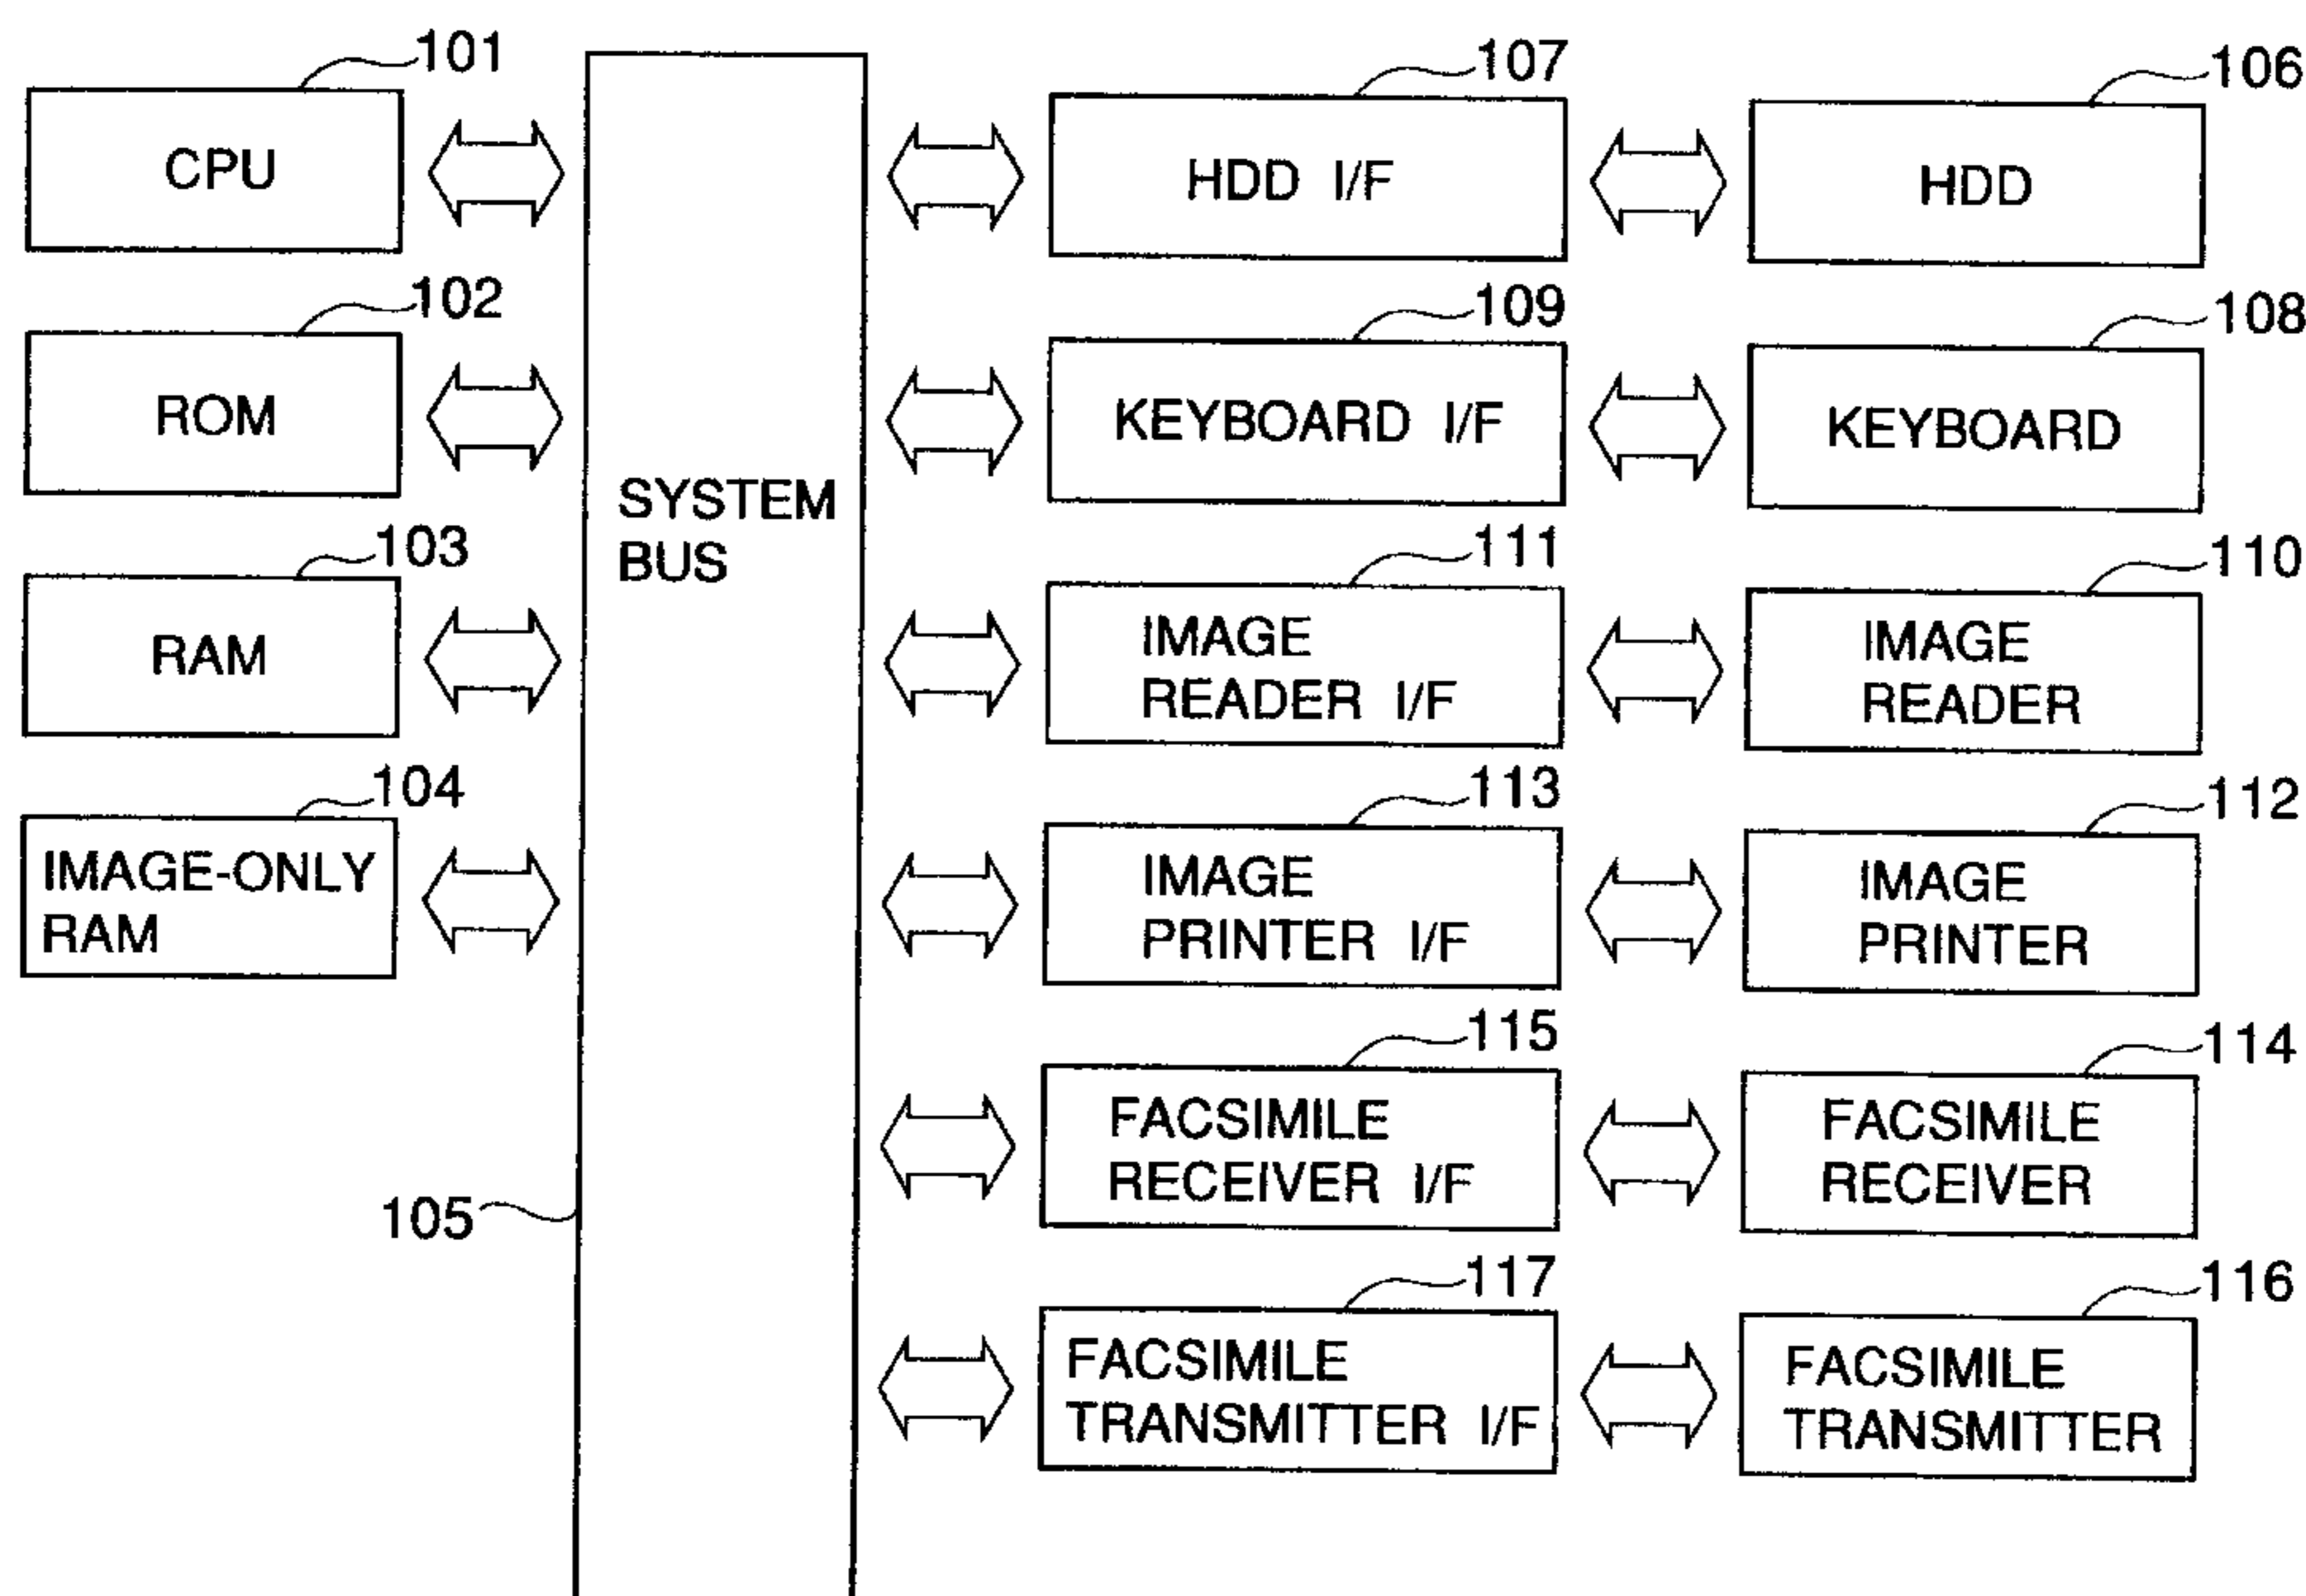 101
CPU
102
ROM
103
RAM
104
IMAGE-ONLY
RAM
SYSTEM
BUS
105
107
HDD I/F
106
HDD
109
KEYBOARD I/F
108
KEYBOARD
111
IMAGE
READER I/F
110
IMAGE
READER
113
IMAGE
PRINTER I/F
112
IMAGE
PRINTER
115
FACSIMILE
RECEIVER I/F
114
FACSIMILE
RECEIVER
117
FACSIMILE
TRANSMITTER I/F
116
FACSIMILE
TRANSMITTER